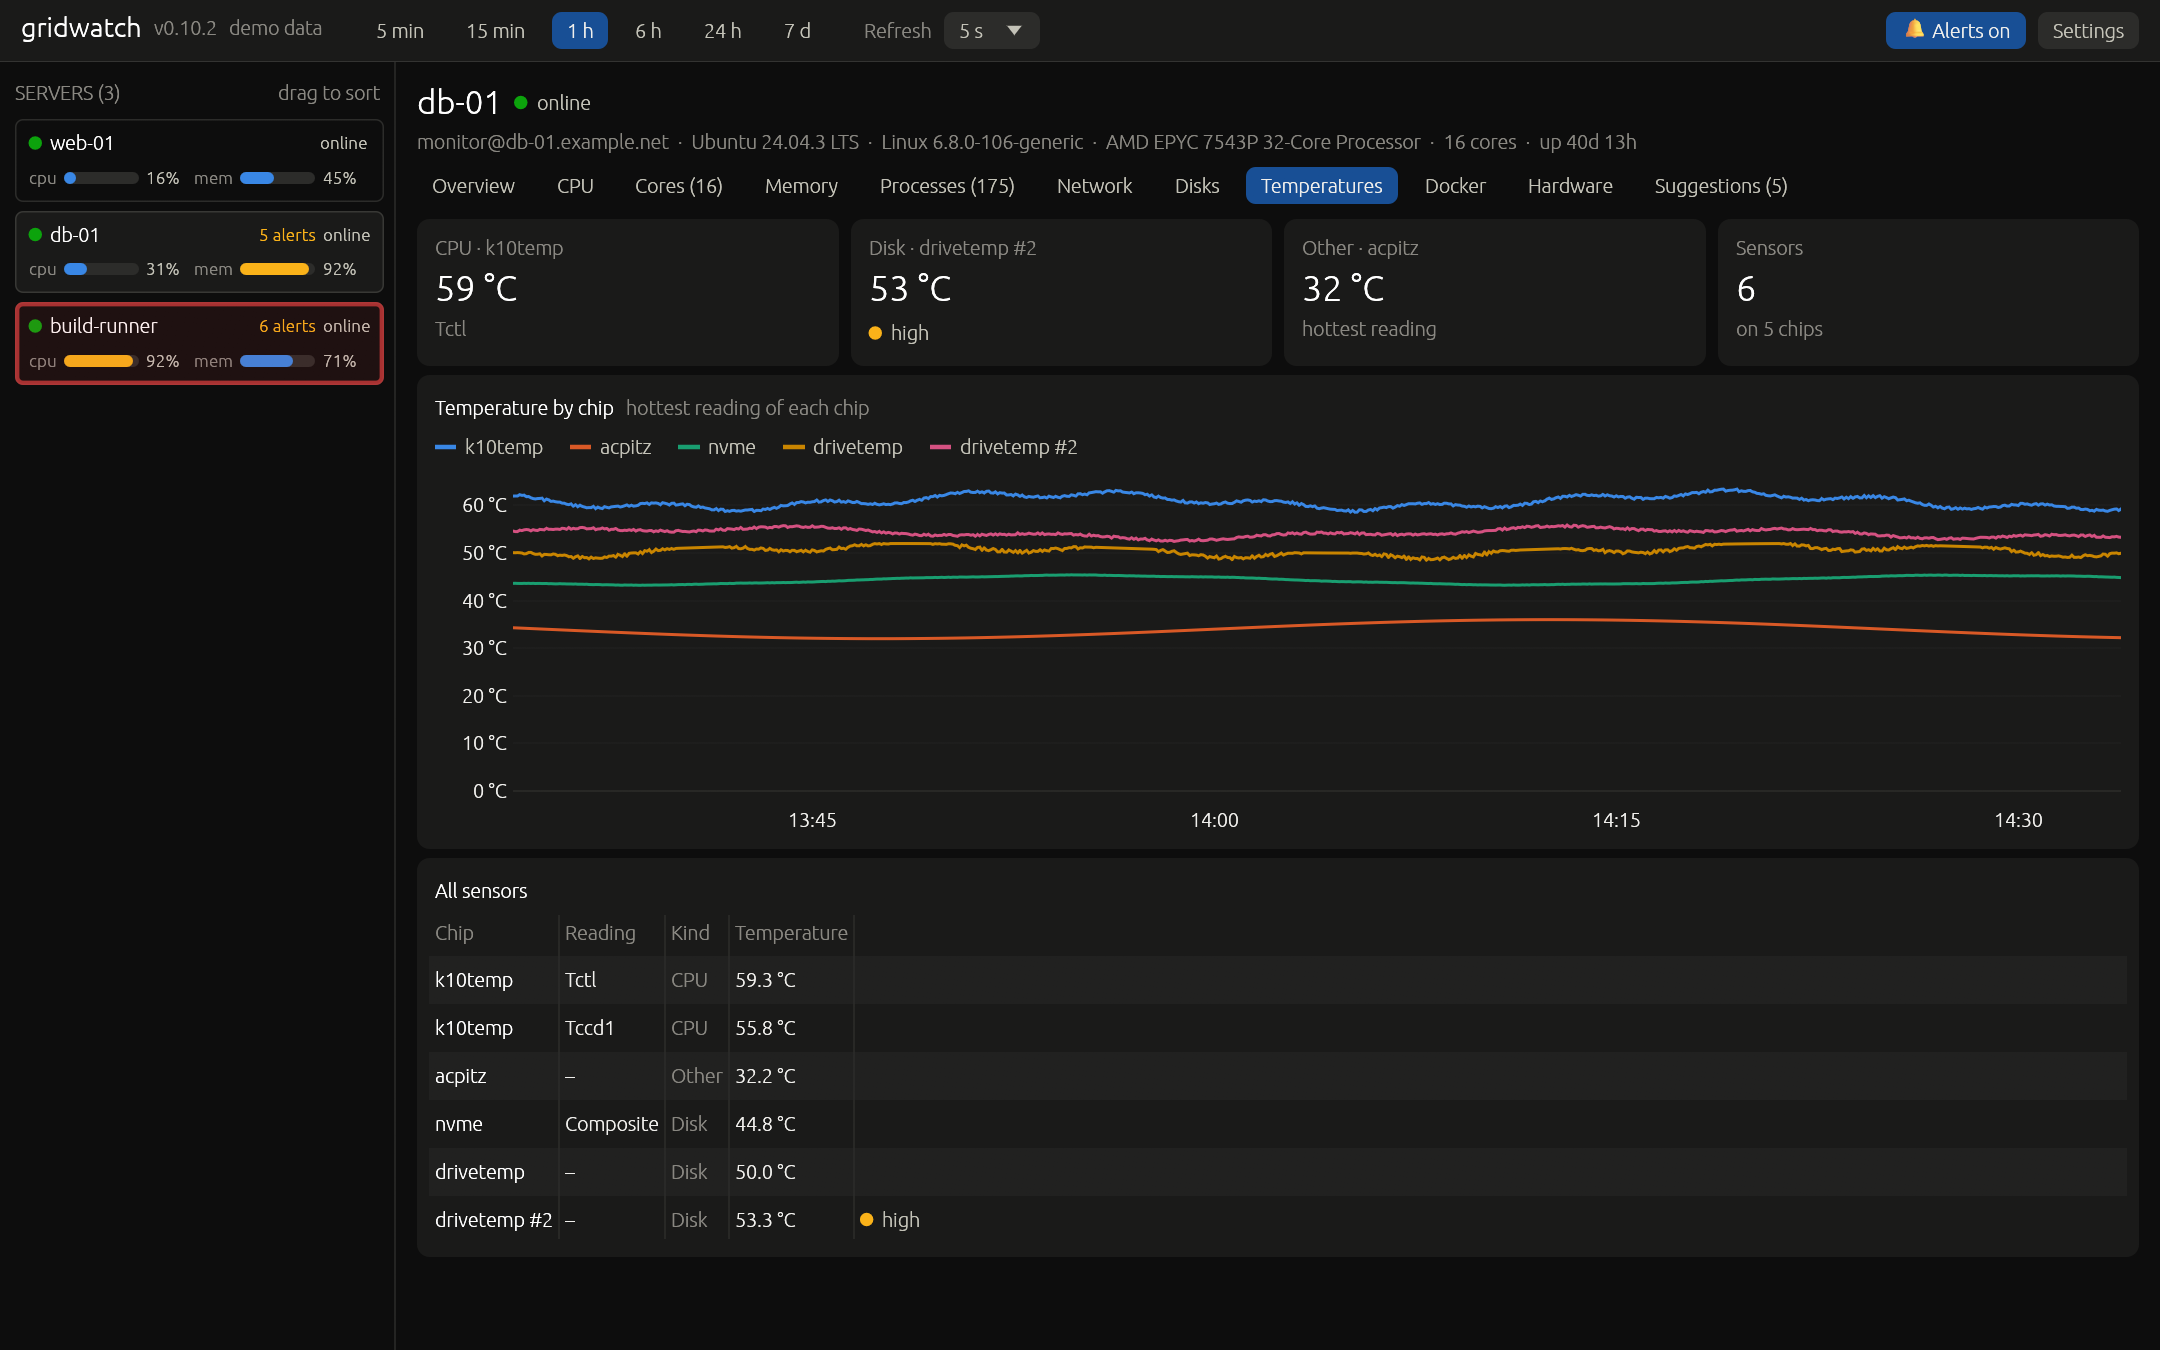 gridwatch v0.10.2 demo data 5 min 15 min 1 h 6 h 24 h 7 d Refresh 5 s Alerts on Settings
SERVERS (3) drag to sort
web-01 online
cpu 16% mem 45%
db-01 5 alerts online
cpu 31% mem 92%
build-runner 6 alerts online
cpu 92% mem 71%
db-01 online
monitor@db-01.example.net · Ubuntu 24.04.3 LTS · Linux 6.8.0-106-generic · AMD EPYC 7543P 32-Core Processor · 16 cores · up 40d 13h
Overview CPU Cores (16) Memory Processes (175) Network Disks Temperatures Docker Hardware Suggestions (5)
CPU · k10temp
59 °C
Tctl
Disk · drivetemp #2
53 °C
high
Other · acpitz
32 °C
hottest reading
Sensors
6
on 5 chips
Temperature by chip hottest reading of each chip
k10temp acpitz nvme drivetemp drivetemp #2
60 °C
50 °C
40 °C
30 °C
20 °C
10 °C
0 °C
13:45 14:00 14:15 14:30
All sensors
Chip Reading Kind Temperature
k10temp Tctl CPU 59.3 °C
k10temp Tccd1 CPU 55.8 °C
acpitz – Other 32.2 °C
nvme Composite Disk 44.8 °C
drivetemp – Disk 50.0 °C
drivetemp #2 – Disk 53.3 °C high